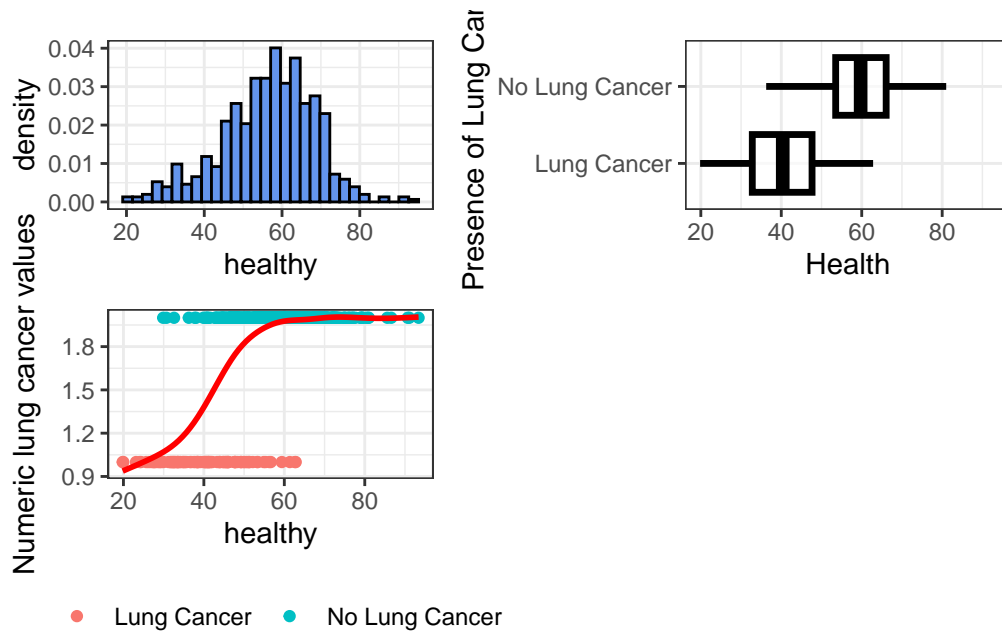 density
0.04
0.03
0.02
0.01
0.00
20 40 60 80
healthy
Presence of Lung Car
No Lung Cancer
Lung Cancer
20 40 60 80
Health
Numeric lung cancer values
1.8
1.5
1.2
0.9
20 40 60 80
healthy
Lung Cancer No Lung Cancer